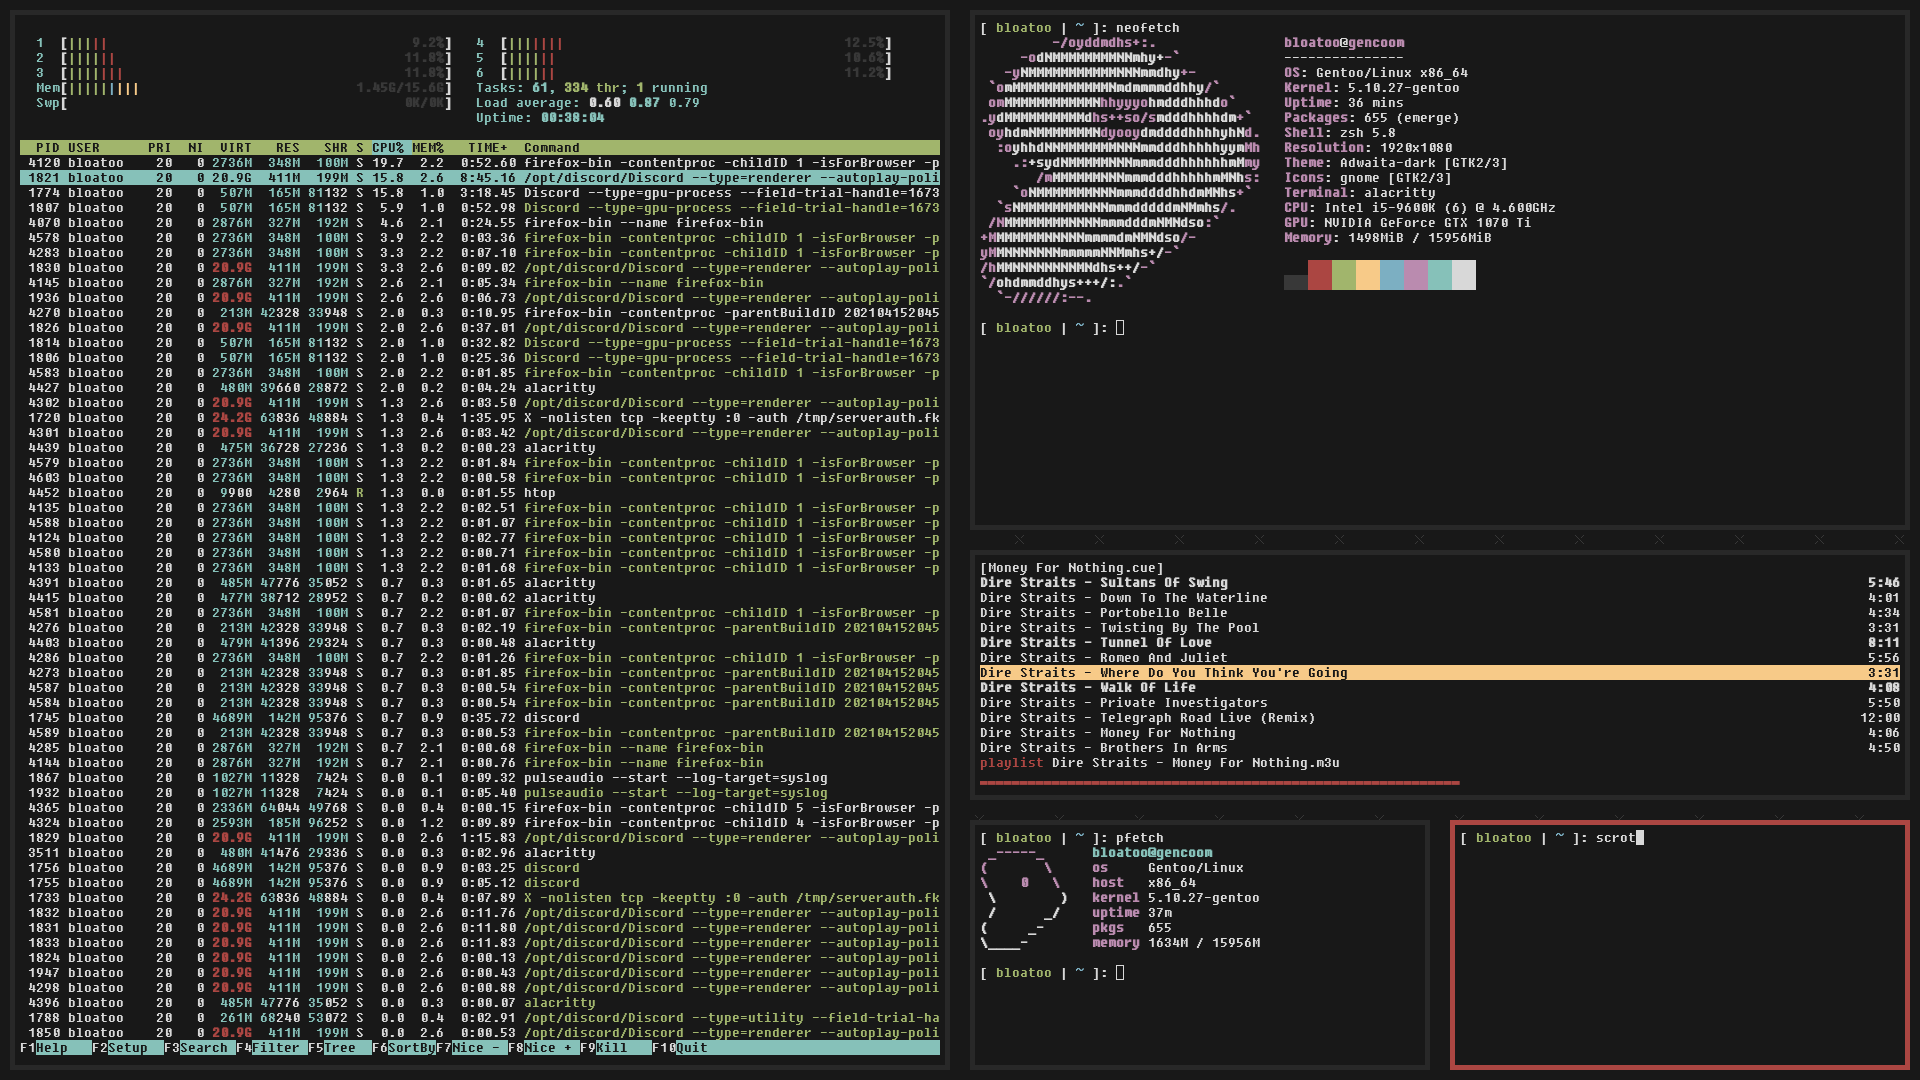 1 [||||| 9.2%] 4 [||||||| 12.5%]
2 [|||||| 11.8%] 5 [|||||| 10.6%]
3 [||||||| 11.8%] 6 [|||||| 11.2%]
Mem[||||||||| 1.45G/15.6G] Tasks: 61, 334 thr; 1 running
Swp[ 0K/0K] Load average: 0.60 0.87 0.79
Uptime: 00:38:04
PID USER PRI NI VIRT RES SHR S CPU% MEM% TIME+ Command
4120 bloatoo 20 0 2736M 348M 100M S 19.7 2.2 0:52.60 firefox-bin -contentproc -childID 1 -isForBrowser -p
1821 bloatoo 20 0 20.9G 411M 199M S 15.8 2.6 8:45.16 /opt/discord/Discord --type=renderer --autoplay-poli
1774 bloatoo 20 0 507M 165M 81132 S 15.8 1.0 3:18.45 Discord --type=gpu-process --field-trial-handle=1673
1807 bloatoo 20 0 507M 165M 81132 S 5.9 1.0 0:52.98 Discord --type=gpu-process --field-trial-handle=1673
4070 bloatoo 20 0 2876M 327M 192M S 4.6 2.1 0:24.55 firefox-bin --name firefox-bin
4578 bloatoo 20 0 2736M 348M 100M S 3.9 2.2 0:03.36 firefox-bin -contentproc -childID 1 -isForBrowser -p
4283 bloatoo 20 0 2736M 348M 100M S 3.3 2.2 0:07.10 firefox-bin -contentproc -childID 1 -isForBrowser -p
1830 bloatoo 20 0 20.9G 411M 199M S 3.3 2.6 0:09.02 /opt/discord/Discord --type=renderer --autoplay-poli
4145 bloatoo 20 0 2876M 327M 192M S 2.6 2.1 0:05.34 firefox-bin --name firefox-bin
1936 bloatoo 20 0 20.9G 411M 199M S 2.6 2.6 0:06.73 /opt/discord/Discord --type=renderer --autoplay-poli
4270 bloatoo 20 0 213M 42328 33948 S 2.0 0.3 0:10.95 firefox-bin -parentBuildID 202104152045
1826 bloatoo 20 0 20.9G 411M 199M S 2.0 2.6 0:37.01 /opt/discord/Discord --type=renderer --autoplay-poli
1814 bloatoo 20 0 507M 165M 81132 S 2.0 1.0 0:32.82 Discord --type=gpu-process --field-trial-handle=1673
1806 bloatoo 20 0 507M 165M 81132 S 2.0 1.0 0:25.36 Discord --type=gpu-process --field-trial-handle=1673
4583 bloatoo 20 0 2736M 348M 100M S 2.0 2.2 0:01.85 firefox-bin -contentproc -childID 1 -isForBrowser -p
4427 bloatoo 20 0 480M 39660 28872 S 2.0 0.2 0:04.24 alacritty
4302 bloatoo 20 0 20.9G 411M 199M S 1.3 2.6 0:03.50 /opt/discord/Discord --type=renderer --autoplay-poli
1720 bloatoo 20 0 24.2G 63836 48884 S 1.3 0.4 1:35.95 X -nolisten tcp -keeptty :0 -auth /tmp/serverauth.fk
4301 bloatoo 20 0 20.9G 411M 199M S 1.3 2.6 0:03.42 /opt/discord/Discord --type=renderer --autoplay-poli
4439 bloatoo 20 0 475M 36728 27236 S 1.3 0.2 0:00.23 alacritty
4579 bloatoo 20 0 2736M 348M 100M S 1.3 2.2 0:01.84 firefox-bin -contentproc -childID 1 -isForBrowser -p
4603 bloatoo 20 0 2736M 348M 100M S 1.3 2.2 0:00.58 firefox-bin -contentproc -childID 1 -isForBrowser -p
4452 bloatoo 20 0 9900 4280 2964 R 1.3 0.0 0:01.55 htop
4135 bloatoo 20 0 2736M 348M 100M S 1.3 2.2 0:02.51 firefox-bin -contentproc -childID 1 -isForBrowser -p
4588 bloatoo 20 0 2736M 348M 100M S 1.3 2.2 0:01.07 firefox-bin -contentproc -childID 1 -isForBrowser -p
4124 bloatoo 20 0 2736M 348M 100M S 1.3 2.2 0:02.77 firefox-bin -contentproc -childID 1 -isForBrowser -p
4580 bloatoo 20 0 2736M 348M 100M S 1.3 2.2 0:00.71 firefox-bin -contentproc -childID 1 -isForBrowser -p
4133 bloatoo 20 0 2736M 348M 100M S 1.3 2.2 0:01.68 firefox-bin -contentproc -childID 1 -isForBrowser -p
4391 bloatoo 20 0 485M 47776 35052 S 0.7 0.3 0:01.65 alacritty
4415 bloatoo 20 0 477M 38712 28952 S 0.7 0.2 0:00.62 alacritty
4581 bloatoo 20 0 2736M 348M 100M S 0.7 2.2 0:01.07 firefox-bin -contentproc -childID 1 -isForBrowser -p
4276 bloatoo 20 0 213M 42328 33948 S 0.7 0.3 0:02.19 firefox-bin -contentproc -parentBuildID 202104152045
4403 bloatoo 20 0 479M 41396 29324 S 0.7 0.3 0:00.48 alacritty
4286 bloatoo 20 0 2736M 348M 100M S 0.7 2.2 0:01.26 firefox-bin -contentproc -childID 1 -isForBrowser -p
4273 bloatoo 20 0 213M 42328 33948 S 0.7 0.3 0:01.85 firefox-bin -contentproc -parentBuildID 202104152045
4587 bloatoo 20 0 213M 42328 33948 S 0.7 0.3 0:00.54 firefox-bin -contentproc -parentBuildID 202104152045
4584 bloatoo 20 0 213M 42328 33948 S 0.7 0.3 0:00.54 firefox-bin -contentproc -parentBuildID 202104152045
1745 bloatoo 20 0 4689M 142M 95376 S 0.7 0.9 0:35.72 discord
4589 bloatoo 20 0 213M 42328 33948 S 0.7 0.3 0:00.53 firefox-bin -contentproc -parentBuildID 202104152045
4285 bloatoo 20 0 2876M 327M 192M S 0.7 2.1 0:00.68 firefox-bin --name firefox-bin
4144 bloatoo 20 0 2876M 327M 192M S 0.7 2.1 0:00.76 firefox-bin --name firefox-bin
1867 bloatoo 20 0 1027M 11328 7424 S 0.0 0.1 0:09.32 pulseaudio --start --log-target=syslog
1932 bloatoo 20 0 1027M 11328 7424 S 0.0 0.1 0:05.40 pulseaudio --start --log-target=syslog
4365 bloatoo 20 0 2336M 64044 49768 S 0.0 0.4 0:00.15 firefox-bin -contentproc -childID 5 -isForBrowser -p
4324 bloatoo 20 0 2593M 185M 96252 S 0.0 1.2 0:09.89 firefox-bin -contentproc -childID 4 -isForBrowser -p
1829 bloatoo 20 0 20.9G 411M 199M S 0.0 2.6 1:15.83 /opt/discord/Discord --type=renderer --autoplay-poli
3511 bloatoo 20 0 480M 41476 29336 S 0.0 0.3 0:02.96 alacritty
1756 bloatoo 20 0 4689M 142M 95376 S 0.0 0.9 0:03.25 discord
1755 bloatoo 20 0 4689M 142M 95376 S 0.0 0.9 0:05.12 discord
1733 bloatoo 20 0 24.2G 63836 48884 S 0.0 0.4 0:07.89 X -nolisten tcp -keeptty :0 -auth /tmp/serverauth.fk
1832 bloatoo 20 0 20.9G 411M 199M S 0.0 2.6 0:11.76 /opt/discord/Discord --type=renderer --autoplay-poli
1831 bloatoo 20 0 20.9G 411M 199M S 0.0 2.6 0:11.80 /opt/discord/Discord --type=renderer --autoplay-poli
1833 bloatoo 20 0 20.9G 411M 199M S 0.0 2.6 0:11.83 /opt/discord/Discord --type=renderer --autoplay-poli
1824 bloatoo 20 0 20.9G 411M 199M S 0.0 2.6 0:00.13 /opt/discord/Discord --type=renderer --autoplay-poli
1947 bloatoo 20 0 20.9G 411M 199M S 0.0 2.6 0:00.43 /opt/discord/Discord --type=renderer --autoplay-poli
4298 bloatoo 20 0 20.9G 411M 199M S 0.0 2.6 0:00.88 /opt/discord/Discord --type=renderer --autoplay-poli
4396 bloatoo 20 0 485M 47776 35052 S 0.0 0.3 0:00.07 alacritty
1788 bloatoo 20 0 261M 68240 53072 S 0.0 0.4 0:02.91 /opt/discord/Discord --type=utility --field-trial-ha
1850 bloatoo 20 0 20.9G 411M 199M S 0.0 2.6 0:00.53 /opt/discord/Discord --type=renderer --autoplay-poli
F1Help F2Setup F3Search F4Filter F5Tree F6SortBy F7Nice - F8Nice + F9Kill F10Quit
[ bloatoo | ~ ]: neofetch
bloatoo@gencoom
---------------
OS: Gentoo/Linux x86_64
Kernel: 5.10.27-gentoo
Uptime: 36 mins
Packages: 655 (emerge)
Shell: zsh 5.8
Resolution: 1920x1080
Theme: Adwaita-dark [GTK2/3]
Icons: gnome [GTK2/3]
Terminal: alacritty
CPU: Intel i5-9600K (6) @ 4.600GHz
GPU: NVIDIA GeForce GTX 1070 Ti
Memory: 1498MiB / 15956MiB
[ bloatoo | ~ ]:
[Money For Nothing.cue]
Dire Straits - Sultans Of Swing 5:46
Dire Straits - Down To The Waterline 4:01
Dire Straits - Portobello Belle 4:34
Dire Straits - Twisting By The Pool 3:31
Dire Straits - Tunnel Of Love 8:11
Dire Straits - Romeo And Juliet 5:56
Dire Straits - Where Do You Think You're Going 3:31
Dire Straits - Walk Of Life 4:08
Dire Straits - Private Investigators 5:50
Dire Straits - Telegraph Road Live (Remix) 12:00
Dire Straits - Money For Nothing 4:06
Dire Straits - Brothers In Arms 4:50
playlist Dire Straits - Money For Nothing.m3u
[ bloatoo | ~ ]: pfetch
bloatoo@gencoom
os Gentoo/Linux
host x86_64
kernel 5.10.27-gentoo
uptime 37m
pkgs 655
memory 1634M / 15956M
[ bloatoo | ~ ]:
[ bloatoo | ~ ]: scrot